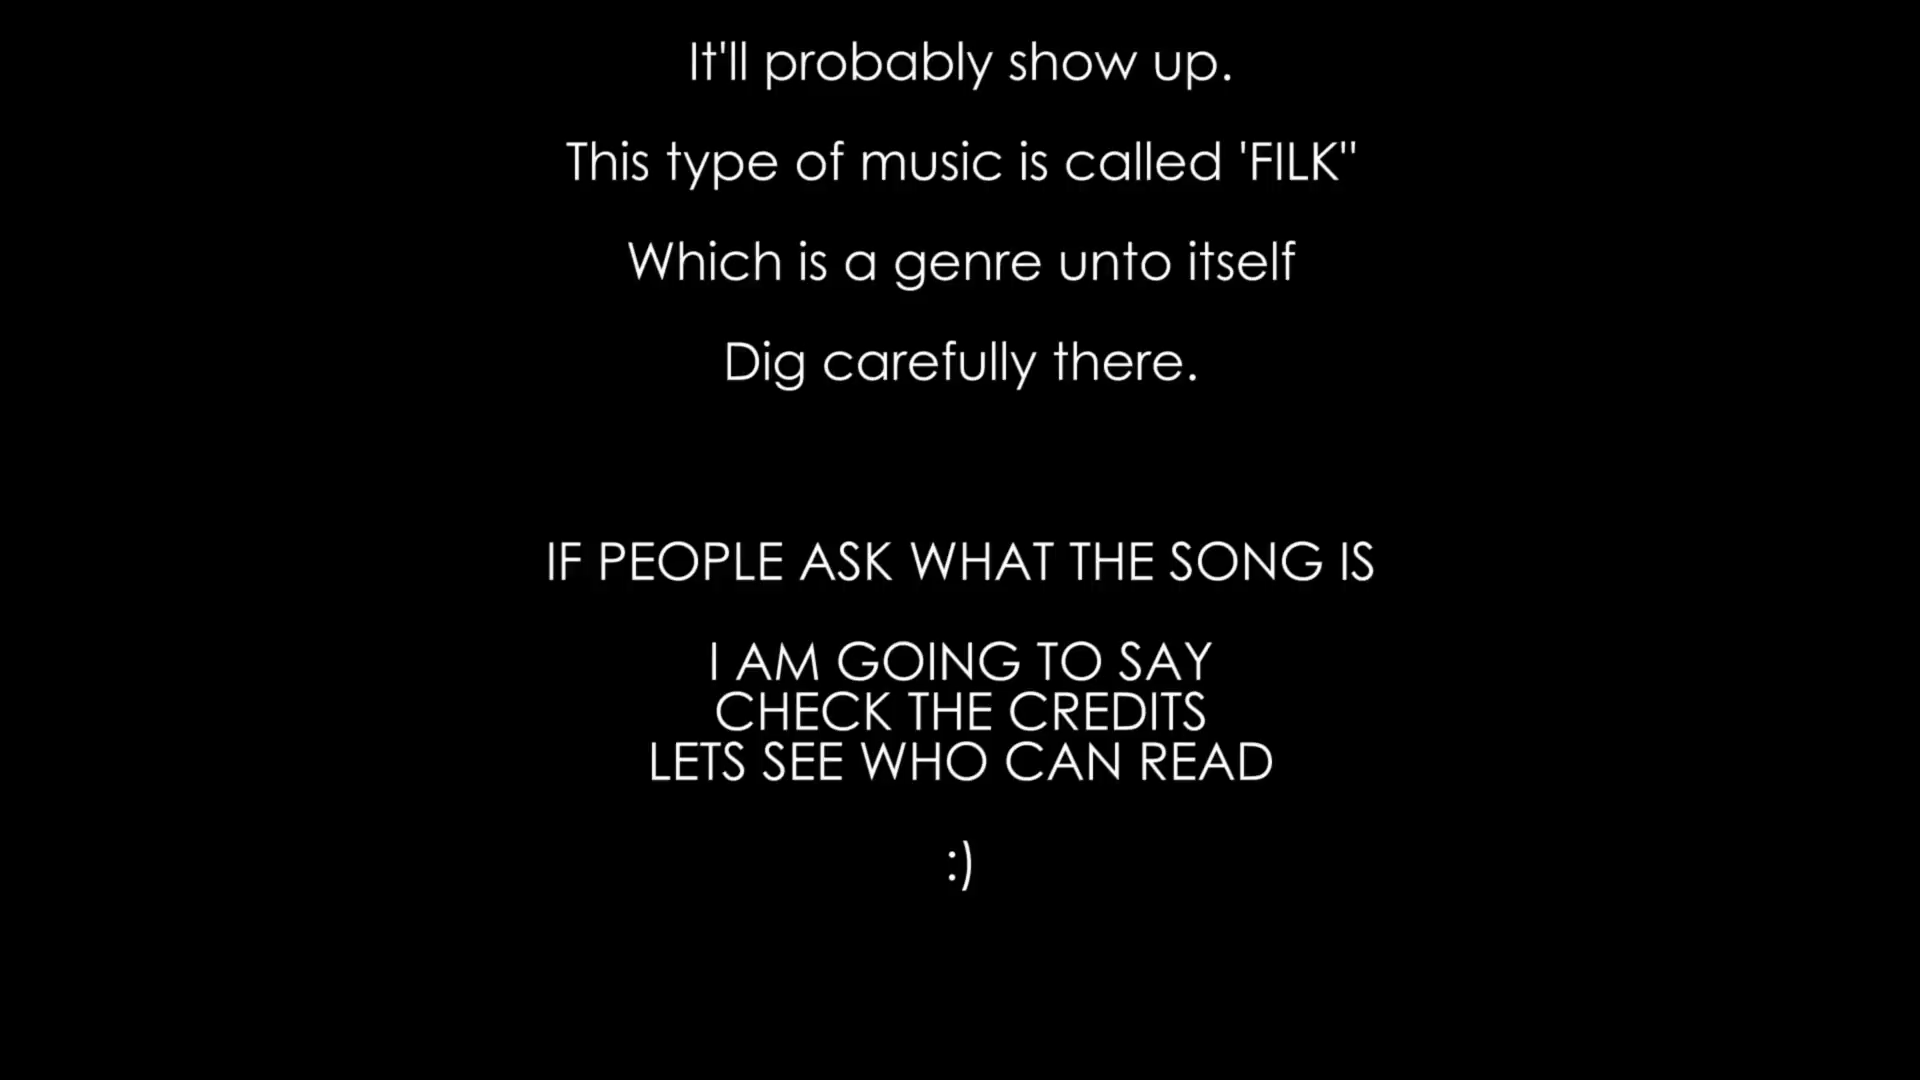 It'll probably show up.
This type of music is called 'FILK"
Which is a genre unto itself
Dig carefully there.
IF PEOPLE ASK WHAT THE SONG IS
I AM GOING TO SAY
CHECK THE CREDITS
LETS SEE WHO CAN READ
:)